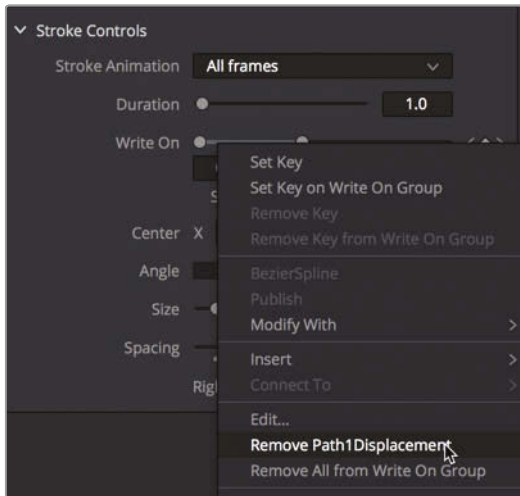 Stroke Controls
Stroke Animation All frames
Duration 1.0
Write On
Set Key
Set Key on Write On Group
Remove Key
Remove Key from Write On Group
Center X
BezierSpline
Angle
Publish
Size
Modify With
Spacing
Insert
Connect To
Edit...
Remove Path1Displacement
Remove All from Write On Group